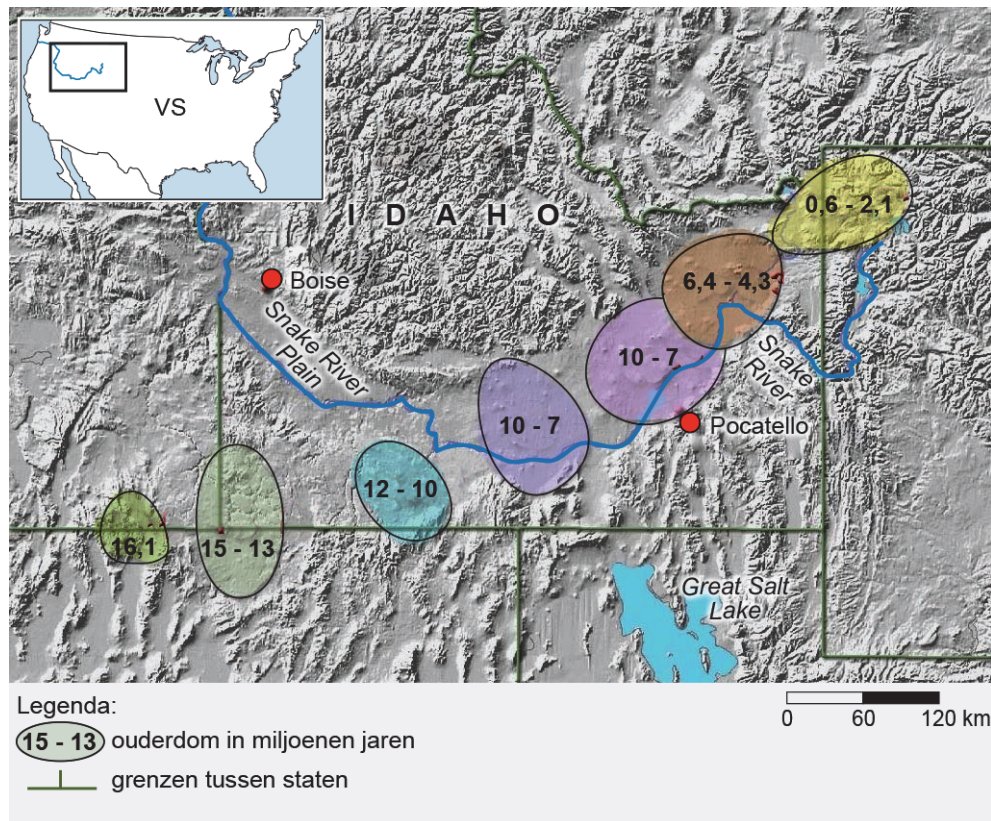 VS
I D A H O
0,6 - 2,1
Boise
6,4 - 4,3
Snake River
Plain
10 - 7
Snake
River
Pocatello
10 - 7
12 - 10
16,1
15 - 13
Great Salt
Lake
Legenda:
15 - 13 ouderdom in miljoenen jaren
grenzen tussen staten
0 60 120 km